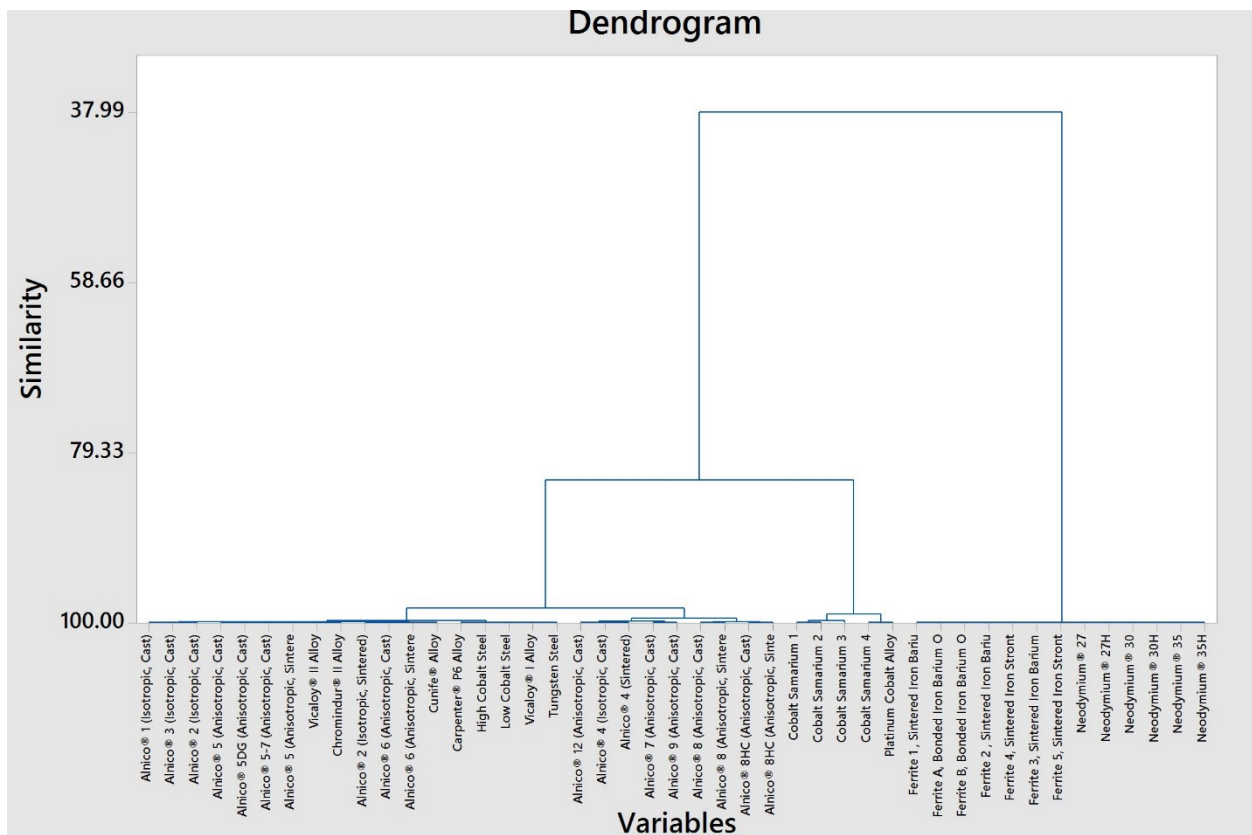 Dendrogram
Similarity
37.99
58.66
79.33
100.00
Alnico® 1 (Isotropic, Cast)
Alnico® 3 (Isotropic, Cast)
Alnico® 2 (Isotropic, Cast)
Alnico® 5 (Anisotropic, Cast)
Alnico® 5DG (Anisotropic, Cast)
Alnico® 5-7 (Anisotropic, Cast)
Alnico® 5 (Anisotropic, Sintere
Vicaloy® II Alloy
Chromindur® II Alloy
Alnico® 2 (Isotropic, Sintered)
Alnico® 6 (Anisotropic, Cast)
Alnico® 6 (Anisotropic, Sintere
Cunife® Alloy
Carpenter® P6 Alloy
High Cobalt Steel
Low Cobalt Steel
Vicaloy® I Alloy
Tungsten Steel
Alnico® 12 (Anisotropic, Cast)
Alnico® 4 (Isotropic, Cast)
Alnico® 4 (Sintered)
Alnico® 7 (Anisotropic, Cast)
Alnico® 9 (Anisotropic, Cast)
Alnico® 8 (Anisotropic, Cast)
Alnico® 8 (Anisotropic, Sintere
Alnico® 8HC (Anisotropic, Cast)
Alnico® 8HC (Anisotropic, Sinte
Cobalt Samarium 1
Cobalt Samarium 2
Cobalt Samarium 3
Cobalt Samarium 4
Platinum Cobalt Alloy
Ferrite 1 , Sintered Iron Bariu
Ferrite A, Bonded Iron Barium O
Ferrite B, Bonded Iron Barium O
Ferrite 2 , Sintered Iron Bariu
Ferrite 4, Sintered Iron Stront
Ferrite 3, Sintered Iron Barium
Ferrite 5, Sintered Iron Stront
Neodymium® 27
Neodymium® 27H
Neodymium® 30
Neodymium® 30H
Neodymium® 35
Neodymium® 35H
Variables